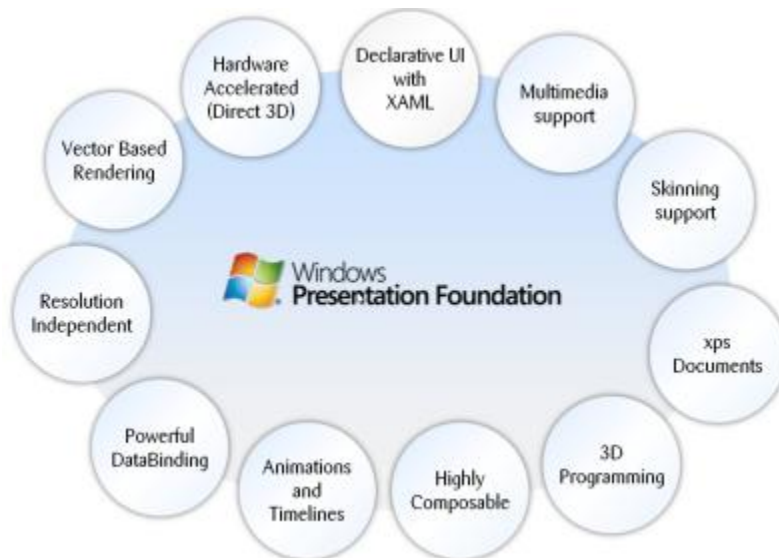 Hardware
Accelerated
(Direct 3D)
Declarative UI
with
XAML
Multimedia
support
Vector Based
Rendering
Skinning
support
Windows
Presentation Foundation
Resolution
Independent
xps
Documents
Powerful
DataBinding
Animations
and
Timelines
Highly
Composable
3D
Programming